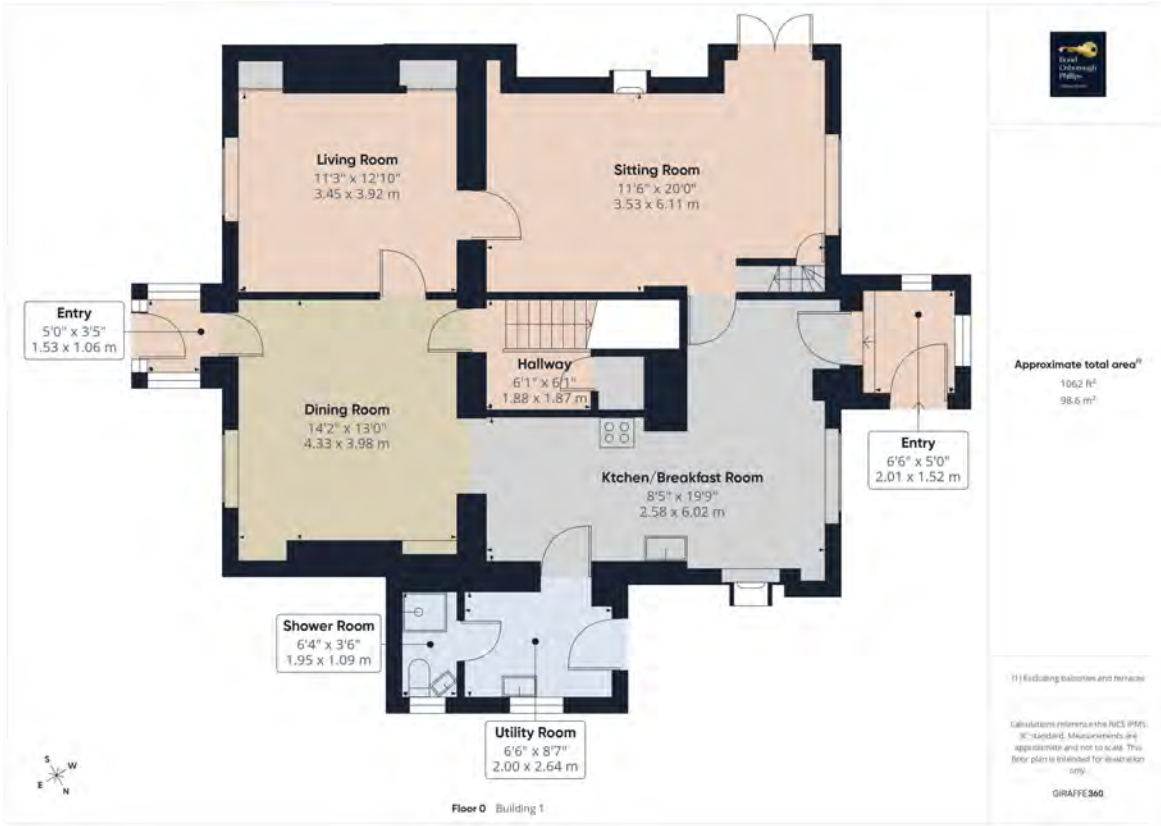 Living Room
11'3" x 12'10"
3.45 x 3.92 m
Sitting Room
11'6" x 20'0"
3.53 x 6.11 m
Entry
5'0" x 3'5"
1.53 x 1.06 m
Hallway
6'1" x 6'1"
1.88 x 1.87 m
Dining Room
14'2" x 13'0"
4.33 x 3.98 m
Ktchen/Breakfast Room
8'5" x 19'9"
2.58 x 6.02 m
Entry
6'6" x 5'0"
2.01 x 1.52 m
Shower Room
6'4" x 3'6"
1.95 x 1.09 m
Utility Room
6'6" x 8'7"
2.00 x 2.64 m
S
W
E
N
Floor 0 Building 1
Bond
Oxborough
Phillips
Approximate total area⁽¹⁾
1062 ft²
98.6 m²
(1) Excluding balconies and terraces
Calculations reference the RICS IPMS
3C standard. Measurements are
approximate and not to scale. This
floor plan is intended for illustration
only.
GIRAFFE360